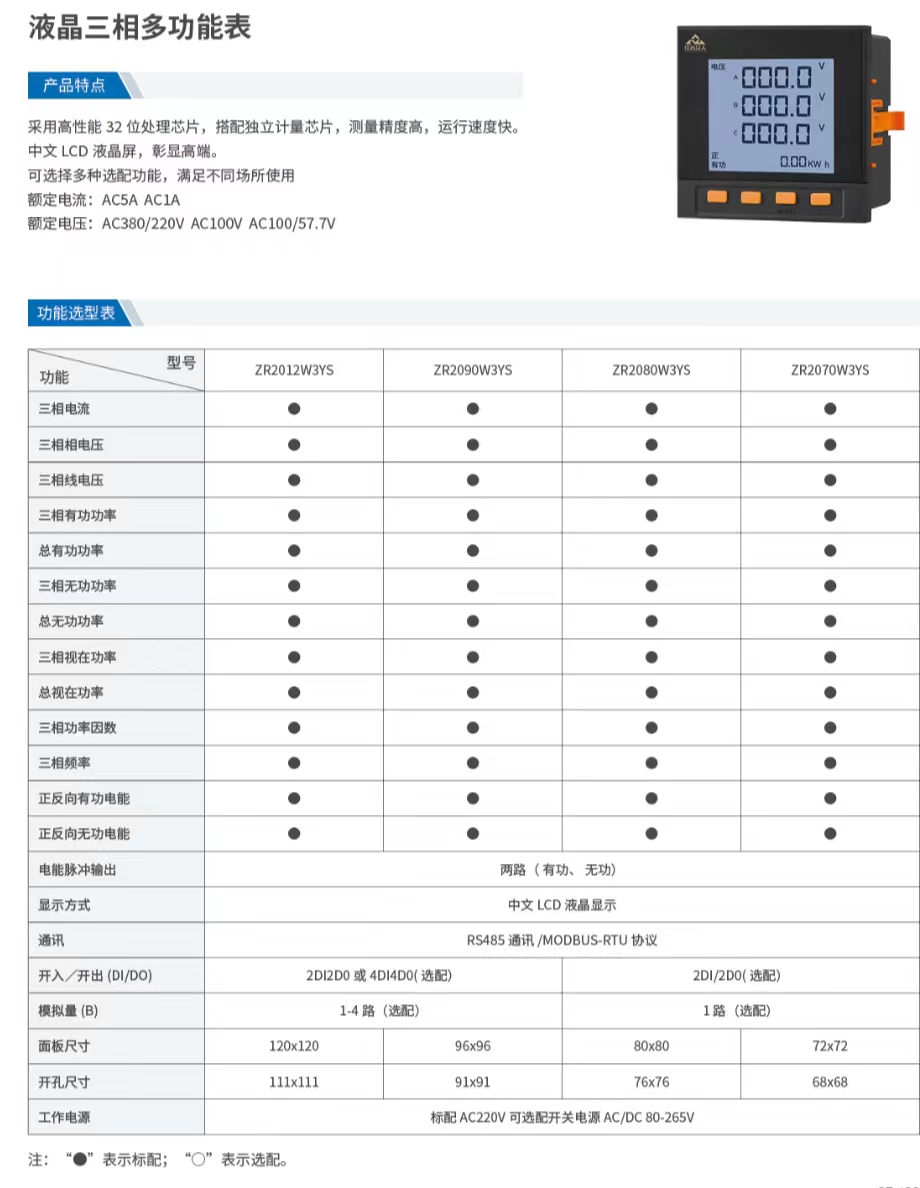 液晶三相多功能表
产品特点
采用高性能 32 位处理芯片，搭配独立计量芯片，测量精度高，运行速度快。
中文 LCD 液晶屏，彰显高端。
可选择多种选配功能，满足不同场所使用
额定电流：AC5A AC1A
额定电压：AC380/220V AC100V AC100/57.7V
电压
A 000.0 V
B 000.0 V
C 000.0 V
正
有功 0.00 KW h
功能选型表
型号 ZR2012W3YS ZR2090W3YS ZR2080W3YS ZR2070W3YS
功能
三相电流 ● ● ● ●
三相相电压 ● ● ● ●
三相线电压 ● ● ● ●
三相有功功率 ● ● ● ●
总有功功率 ● ● ● ●
三相无功功率 ● ● ● ●
总无功功率 ● ● ● ●
三相视在功率 ● ● ● ●
总视在功率 ● ● ● ●
三相功率因数 ● ● ● ●
三相频率 ● ● ● ●
正反向有功电能 ● ● ● ●
正反向无功电能 ● ● ● ●
电能脉冲输出 两路（ 有功、 无功）
显示方式 中文 LCD 液晶显示
通讯 RS485 通讯 /MODBUS-RTU 协议
开入／开出 (DI/DO) 2DI2D0 或 4DI4D0( 选配） 2DI/2D0( 选配）
模拟量 (B) 1-4 路（选配） 1 路（选配）
面板尺寸 120x120 96x96 80x80 72x72
开孔尺寸 111x111 91x91 76x76 68x68
工作电源 标配 AC220V 可选配开关电源 AC/DC 80-265V
注：“●”表示标配；“○”表示选配。